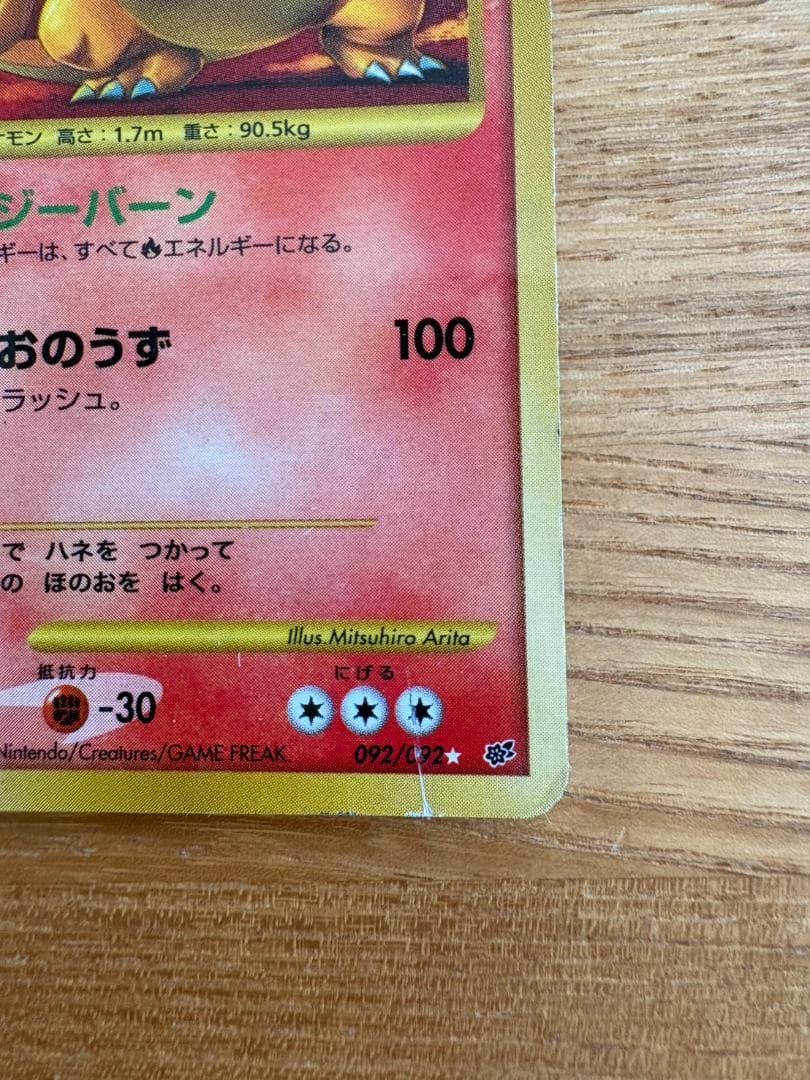 ケモン 高さ：1.7m 重さ：90.5kg
ジーバーン
ギーは、すべてエネルギーになる。
おのうず 100
ラッシュ。
で ハネを つかって
の ほのおを はく。
Illus.Mitsuhiro Arita
抵抗力 にげる
-30
Nintendo/Creatures/GAME FREAK. 092/092★